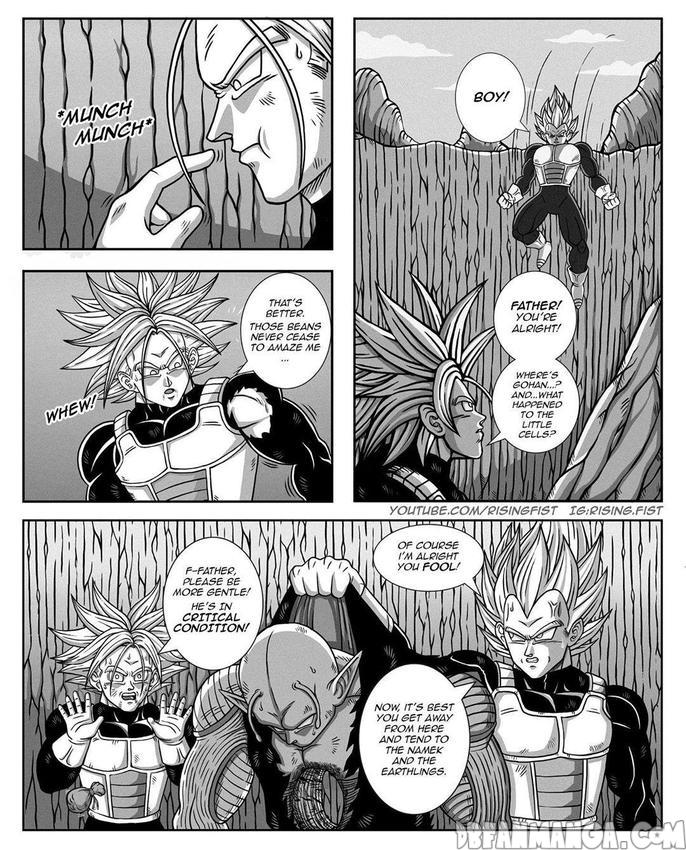 *MUNCH
MUNCH*
BOY!
FATHER!
YOU'RE
ALRIGHT!
WHERE'S
GOHAN...?
AND...WHAT
HAPPENED
TO THE
LITTLE
CELLS?
THAT'S
BETTER.
THOSE BEANS
NEVER CEASE
TO AMAZE ME
...
WHEW!
YOUTUBE.COM/RISINGFIST IG:RISING.FIST
F-FATHER,
PLEASE BE
MORE GENTLE!
HE'S IN
CRITICAL
CONDITION!
OF COURSE
I'M ALRIGHT
YOU FOOL!
NOW, IT'S BEST
YOU GET AWAY
FROM HERE
AND TEND TO
THE NAMEK
AND THE
EARTHLINGS.
DBFANMANGA.COM